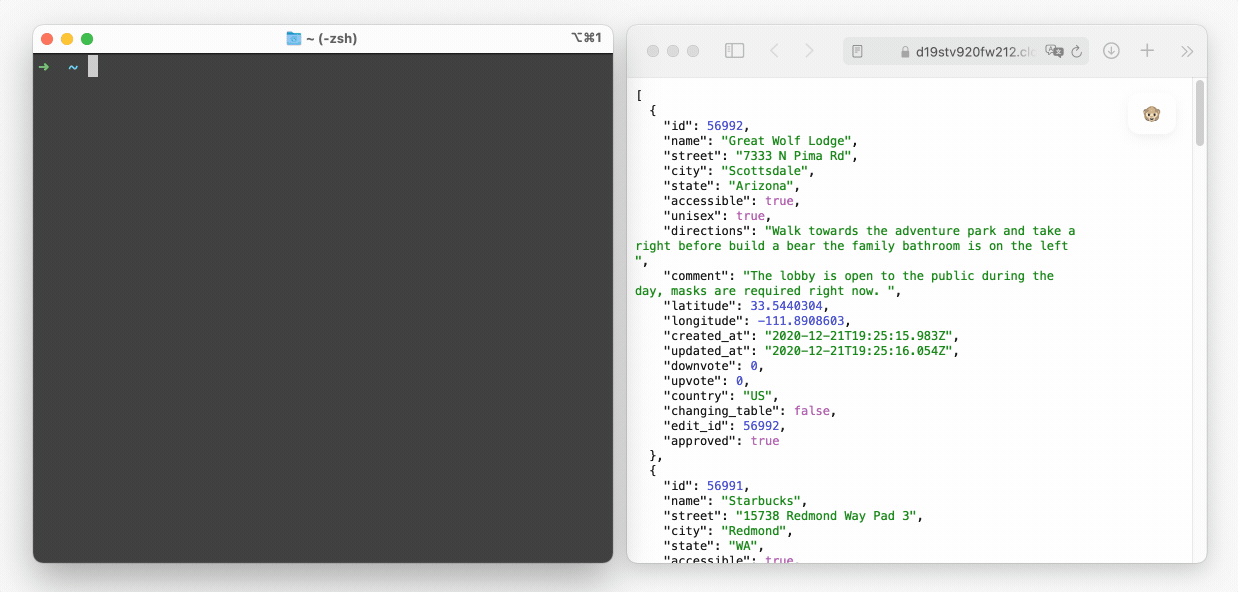 ~ (-zsh)
⌥⌘1
➜ ~
d19stv920fw212.cl
[
{
"id": 56992,
"name": "Great Wolf Lodge",
"street": "7333 N Pima Rd",
"city": "Scottsdale",
"state": "Arizona",
"accessible": true,
"unisex": true,
"directions": "Walk towards the adventure park and take a
right before build a bear the family bathroom is on the left
",
"comment": "The lobby is open to the public during the
day, masks are required right now. ",
"latitude": 33.5440304,
"longitude": -111.8908603,
"created_at": "2020-12-21T19:25:15.983Z",
"updated_at": "2020-12-21T19:25:16.054Z",
"downvote": 0,
"upvote": 0,
"country": "US",
"changing_table": false,
"edit_id": 56992,
"approved": true
},
{
"id": 56991,
"name": "Starbucks",
"street": "15738 Redmond Way Pad 3",
"city": "Redmond",
"state": "WA",
"accessible": true,